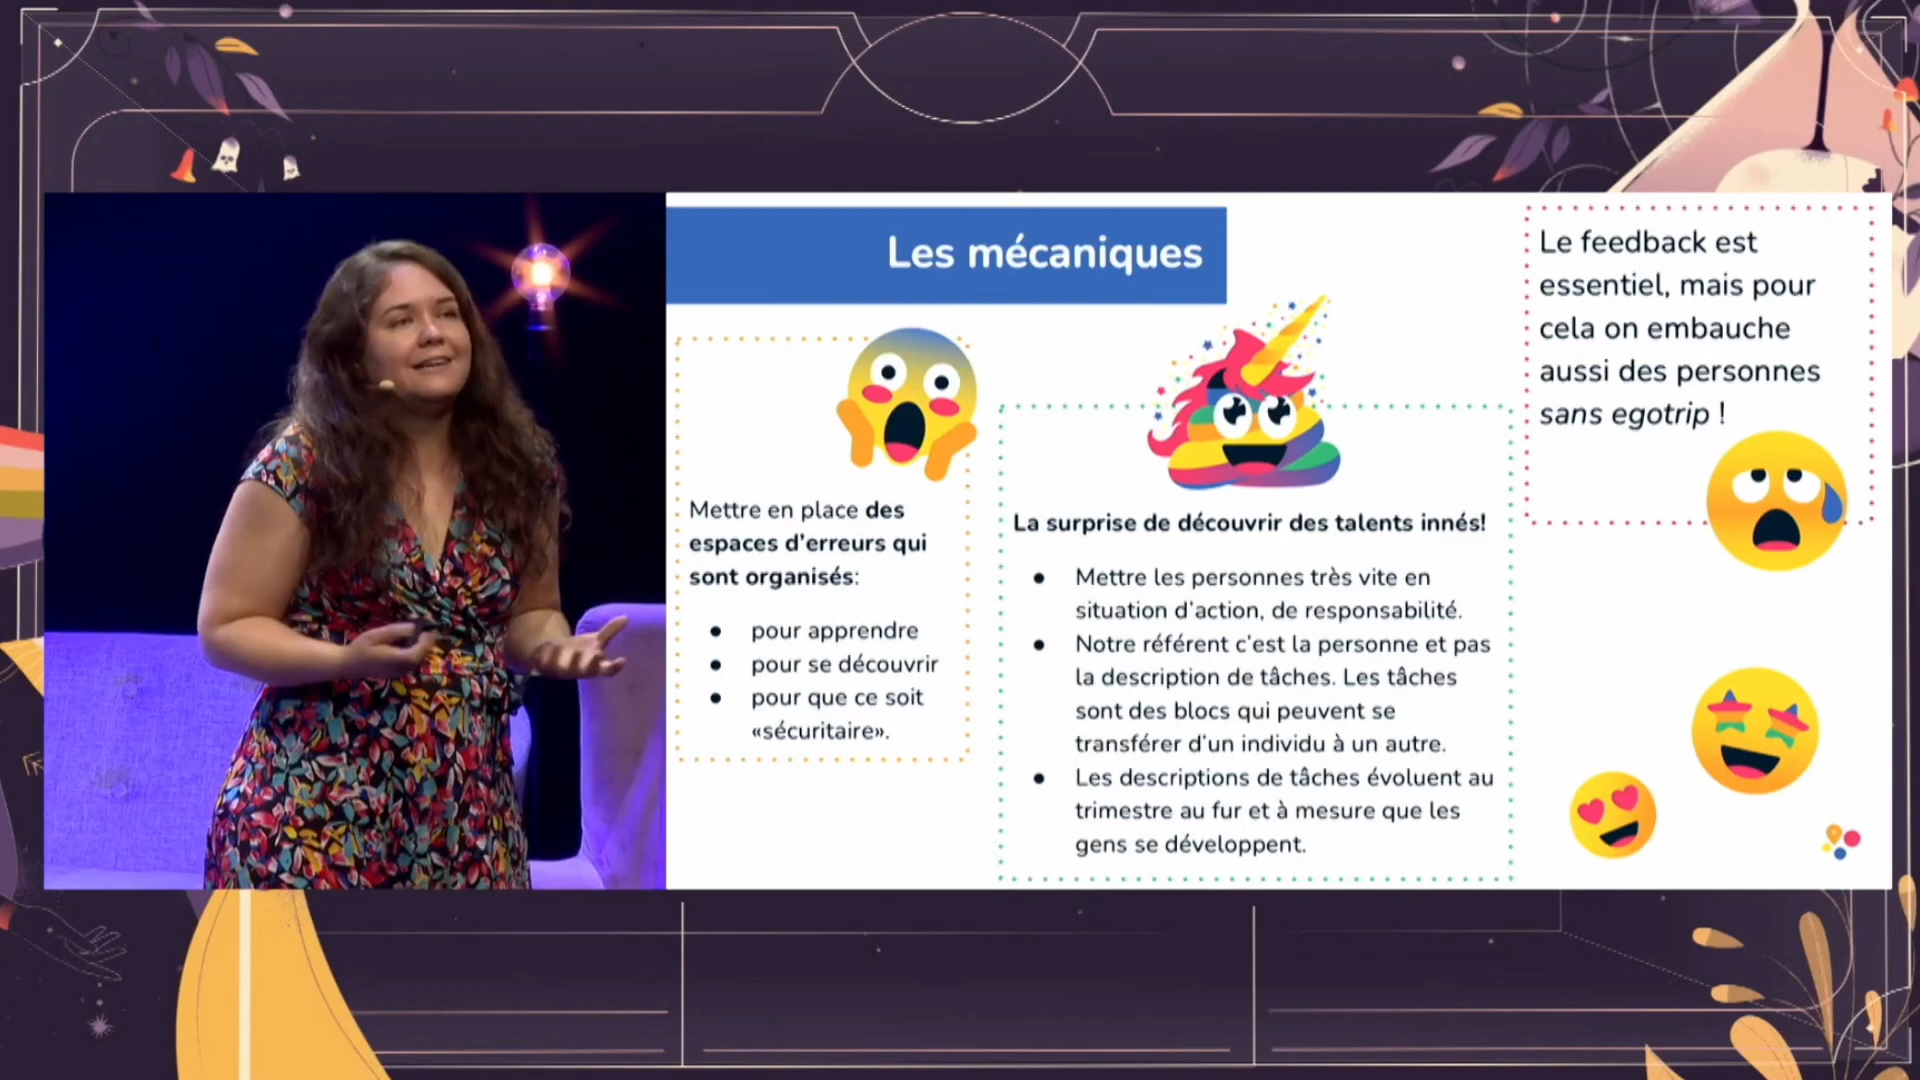 Les mécaniques
Mettre en place des
espaces d'erreurs qui
sont organisés:
● pour apprendre
● pour se découvrir
● pour que ce soit
«sécuritaire».
La surprise de découvrir des talents innés!
● Mettre les personnes très vite en
situation d'action, de responsabilité.
● Notre référent c'est la personne et pas
la description de tâches. Les tâches
sont des blocs qui peuvent se
transférer d'un individu à un autre.
● Les descriptions de tâches évoluent au
trimestre au fur et à mesure que les
gens se développent.
Le feedback est
essentiel, mais pour
cela on embauche
aussi des personnes
sans egotrip !